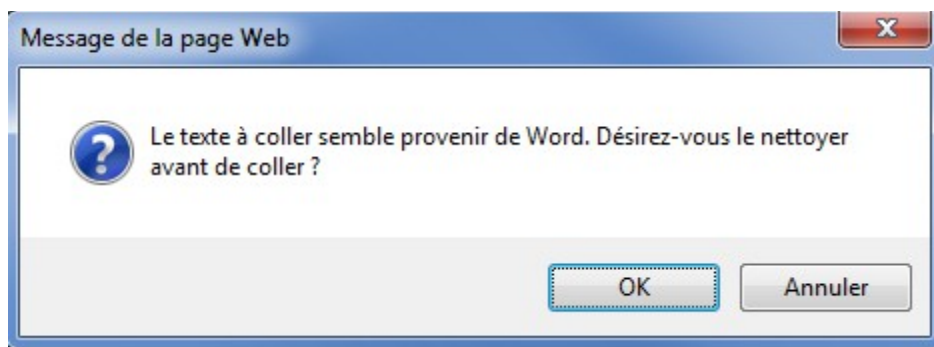 Message de la page Web
Le texte à coller semble provenir de Word. Désirez-vous le nettoyer
avant de coller ?
OK
Annuler